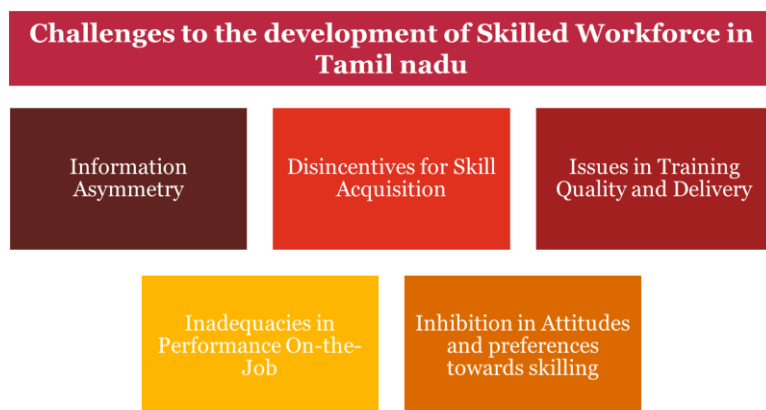 Challenges to the development of Skilled Workforce in
Tamil nadu
Information
Asymmetry
Disincentives for Skill
Acquisition
Issues in Training
Quality and Delivery
Inadequacies in
Performance On-the-
Job
Inhibition in Attitudes
and preferences
towards skilling